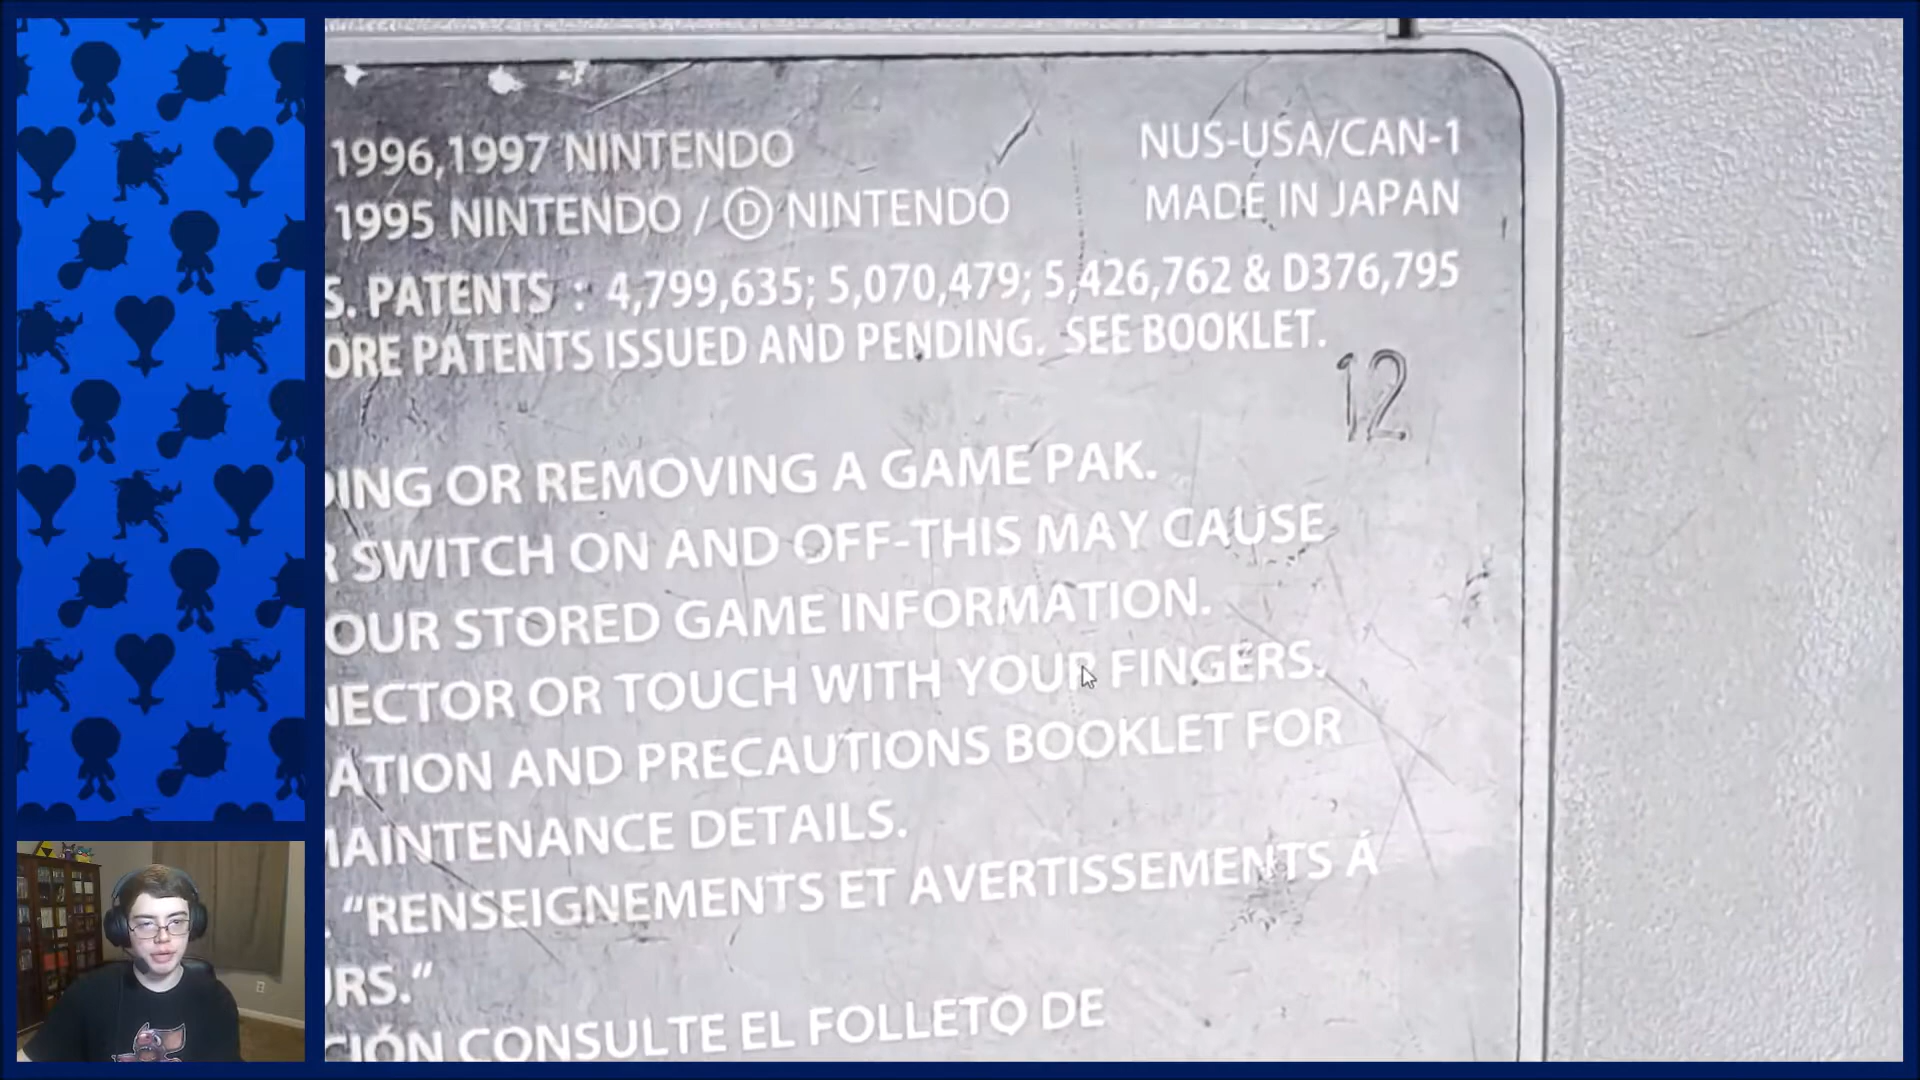 1996,1997 NINTENDO NUS-USA/CAN-1
1995 NINTENDO / Ⓓ NINTENDO MADE IN JAPAN
S. PATENTS : 4,799,635; 5,070,479; 5,426,762 & D376,795
ORE PATENTS ISSUED AND PENDING. SEE BOOKLET.
12
DING OR REMOVING A GAME PAK.
R SWITCH ON AND OFF-THIS MAY CAUSE
OUR STORED GAME INFORMATION.
NECTOR OR TOUCH WITH YOUR FINGERS.
ATION AND PRECAUTIONS BOOKLET FOR
MAINTENANCE DETAILS.
. “RENSEIGNEMENTS ET AVERTISSEMENTS Á
URS.“
CIÓN CONSULTE EL FOLLETO DE